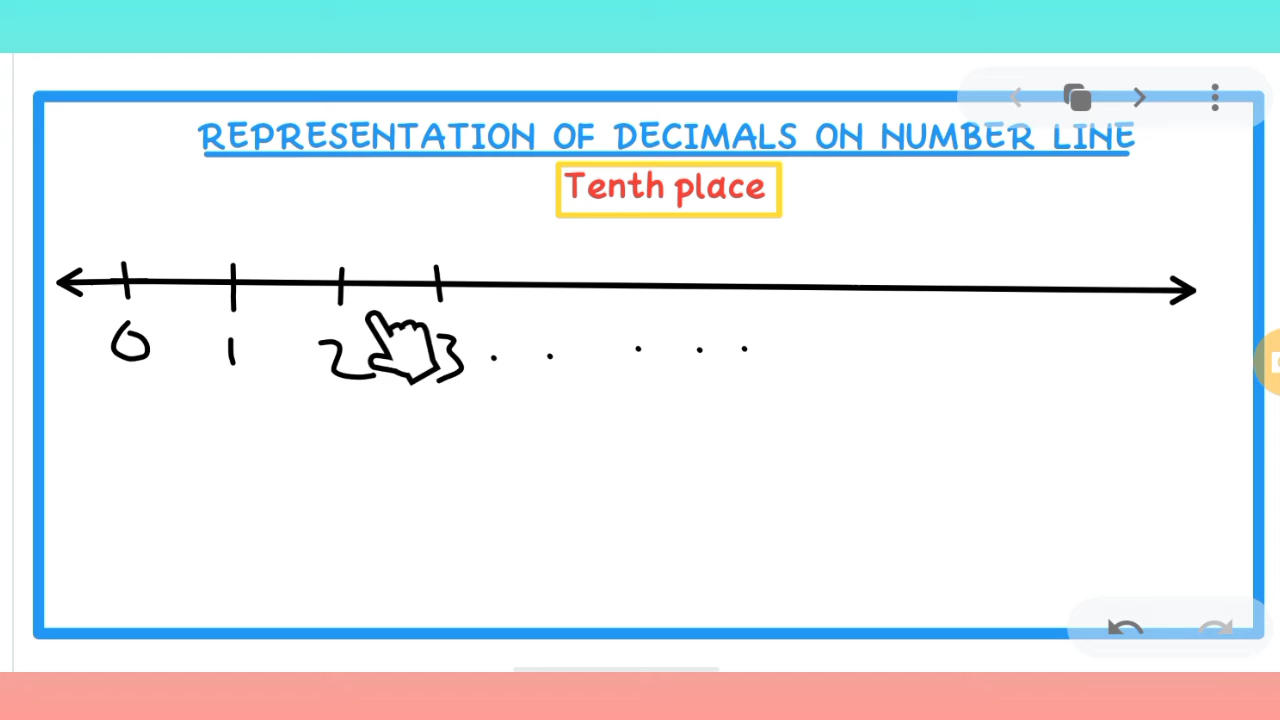 REPRESENTATION OF DECIMALS ON NUMBER LINE
Tenth place
0 1 2 3 . . . . .